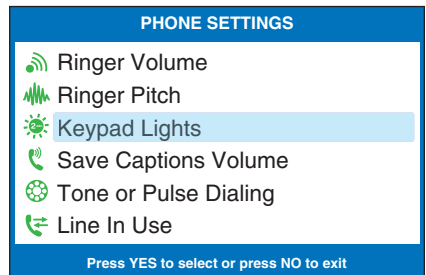 PHONE SETTINGS
Ringer Volume
Ringer Pitch
Keypad Lights
Save Captions Volume
Tone or Pulse Dialing
Line In Use
Press YES to select or press NO to exit